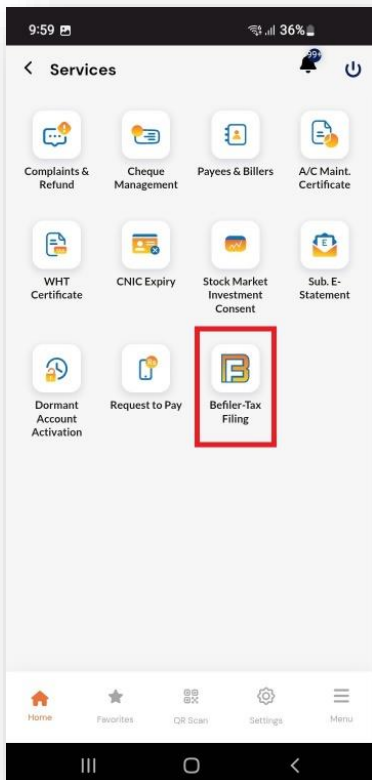 9:59
36%
Services
99+
Complaints &
Refund
Cheque
Management
Payees & Billers
A/C Maint.
Certificate
WHT
Certificate
CNIC Expiry
Stock Market
Investment
Consent
Sub. E-
Statement
Dormant
Account
Activation
Request to Pay
Befiler-Tax
Filing
Home
Favorites
QR Scan
Settings
Menu